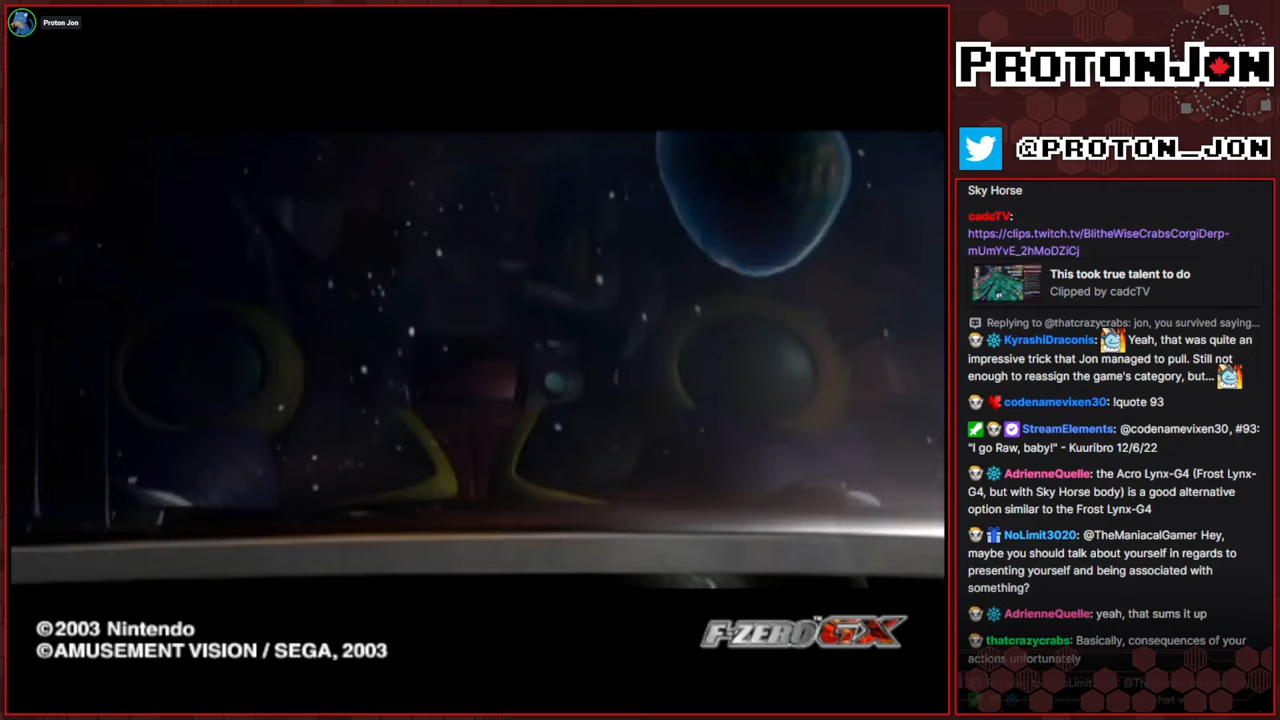 Proton Jon
PROTONJON
@PROTON_JON
Sky Horse
cadcTV:
https://clips.twitch.tv/BlitheWiseCrabsCorgiDerp-
mUmYvE_2hMoDZiCj
This took true talent to do
Clipped by cadcTV
Replying to @thatcrazycrabs: jon, you survived saying...
KyrashiDraconis: Yeah, that was quite an
impressive trick that Jon managed to pull. Still not
enough to reassign the game's category, but...
codenamevixen30: !quote 93
StreamElements: @codenamevixen30, #93:
"I go Raw, baby!" - Kuuribro 12/6/22
AdrienneQuelle: the Acro Lynx-G4 (Frost Lynx-
G4, but with Sky Horse body) is a good alternative
option similar to the Frost Lynx-G4
NoLimit3020: @TheManiacalGamer Hey,
maybe you should talk about yourself in regards to
presenting yourself and being associated with
something?
AdrienneQuelle: yeah, that sums it up
thatcrazycrabs: Basically, consequences of your
actions unfortunately
©2003 Nintendo
©AMUSEMENT VISION / SEGA, 2003
F-ZERO™GX